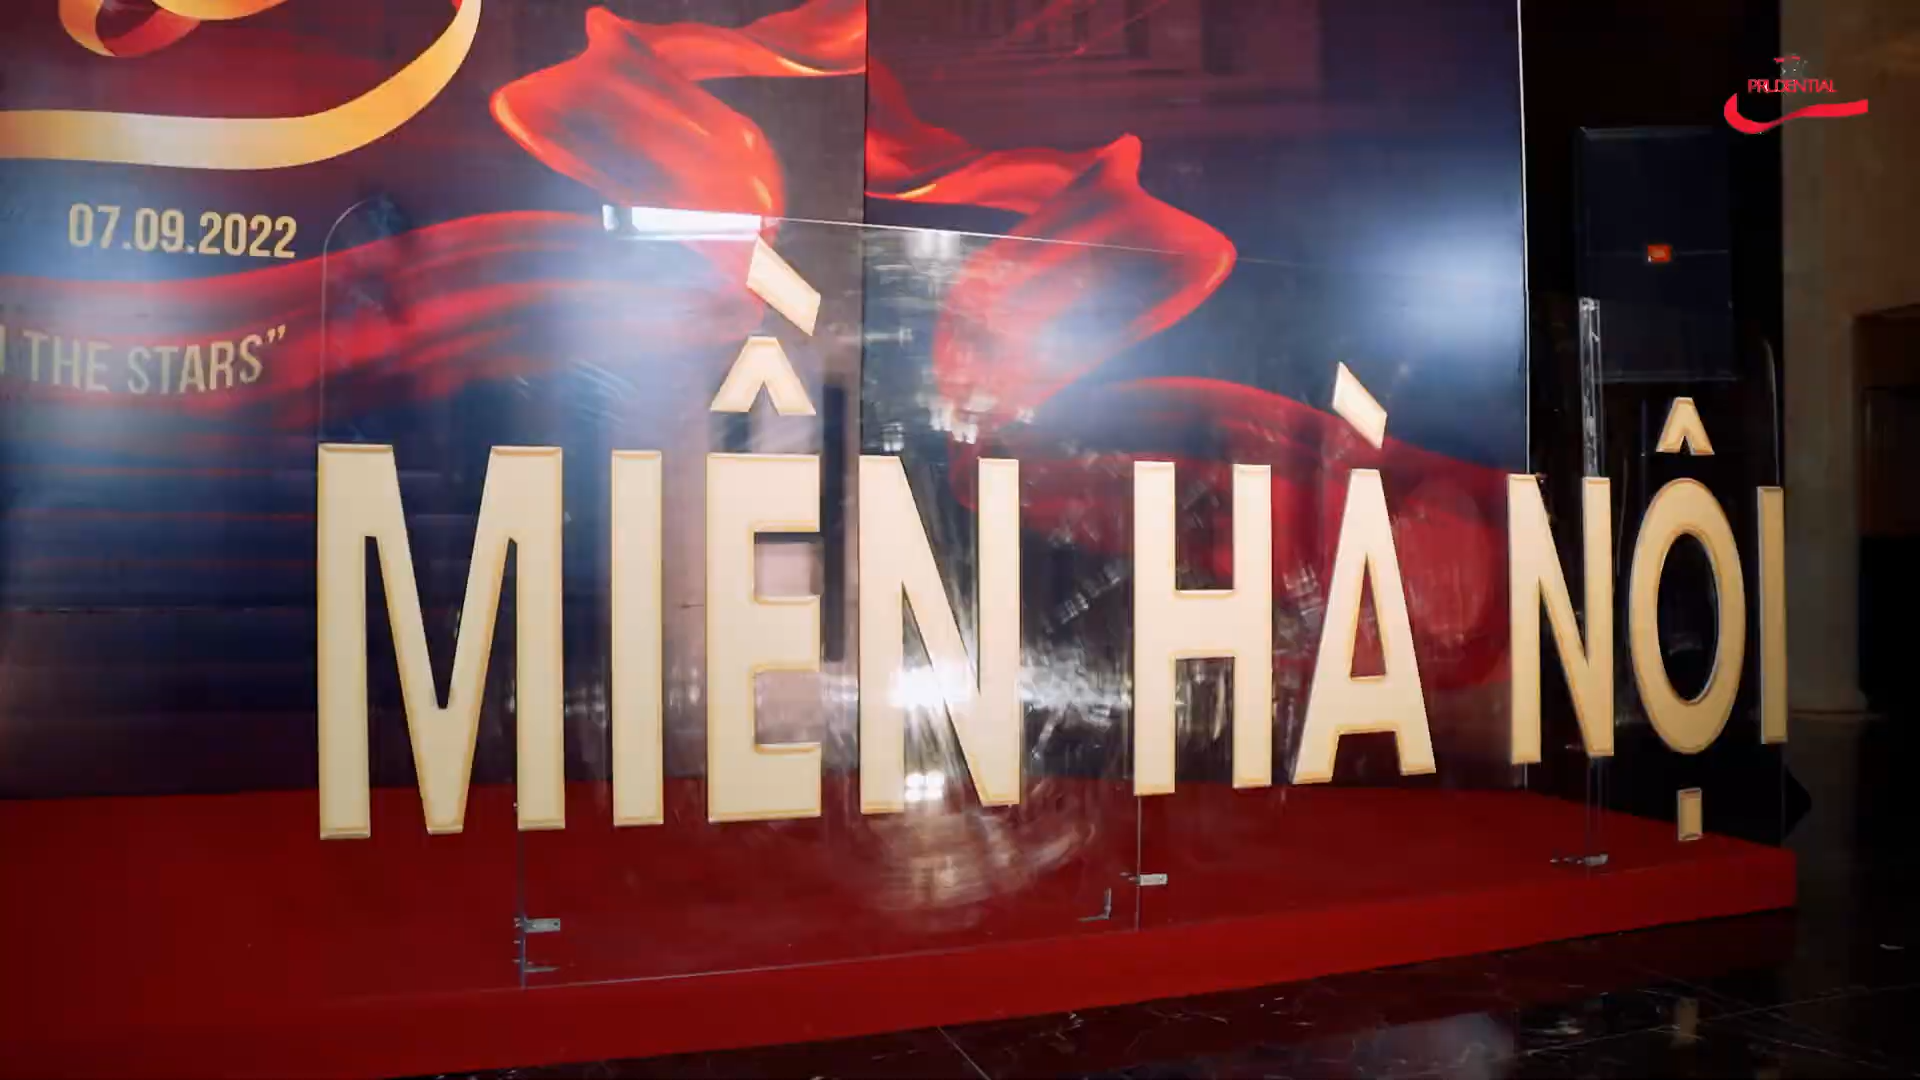 PRUDENTIAL
07.09.2022
THE STARS”
MIỀN HÀ NỘI